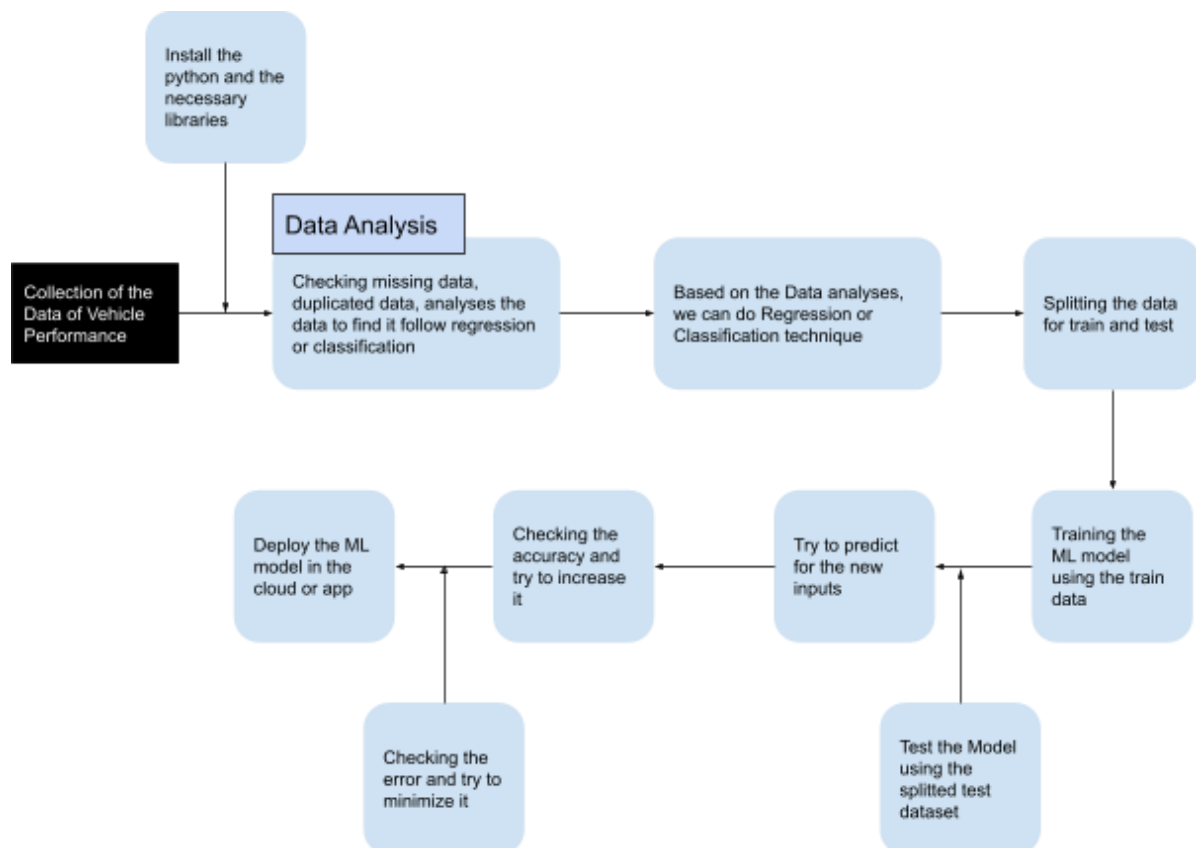 Install the
python and the
necessary
libraries
Data Analysis
Collection of the
Data of Vehicle
Performance
Checking missing data,
duplicated data, analyses the
data to find it follow regression
or classification
Based on the Data analyses,
we can do Regression or
Classification technique
Splitting the data
for train and test
Training the
ML model
using the train
data
Test the Model
using the
splitted test
dataset
Try to predict
for the new
inputs
Checking the
accuracy and
try to increase
it
Checking the
error and try to
minimize it
Deploy the ML
model in the
cloud or app